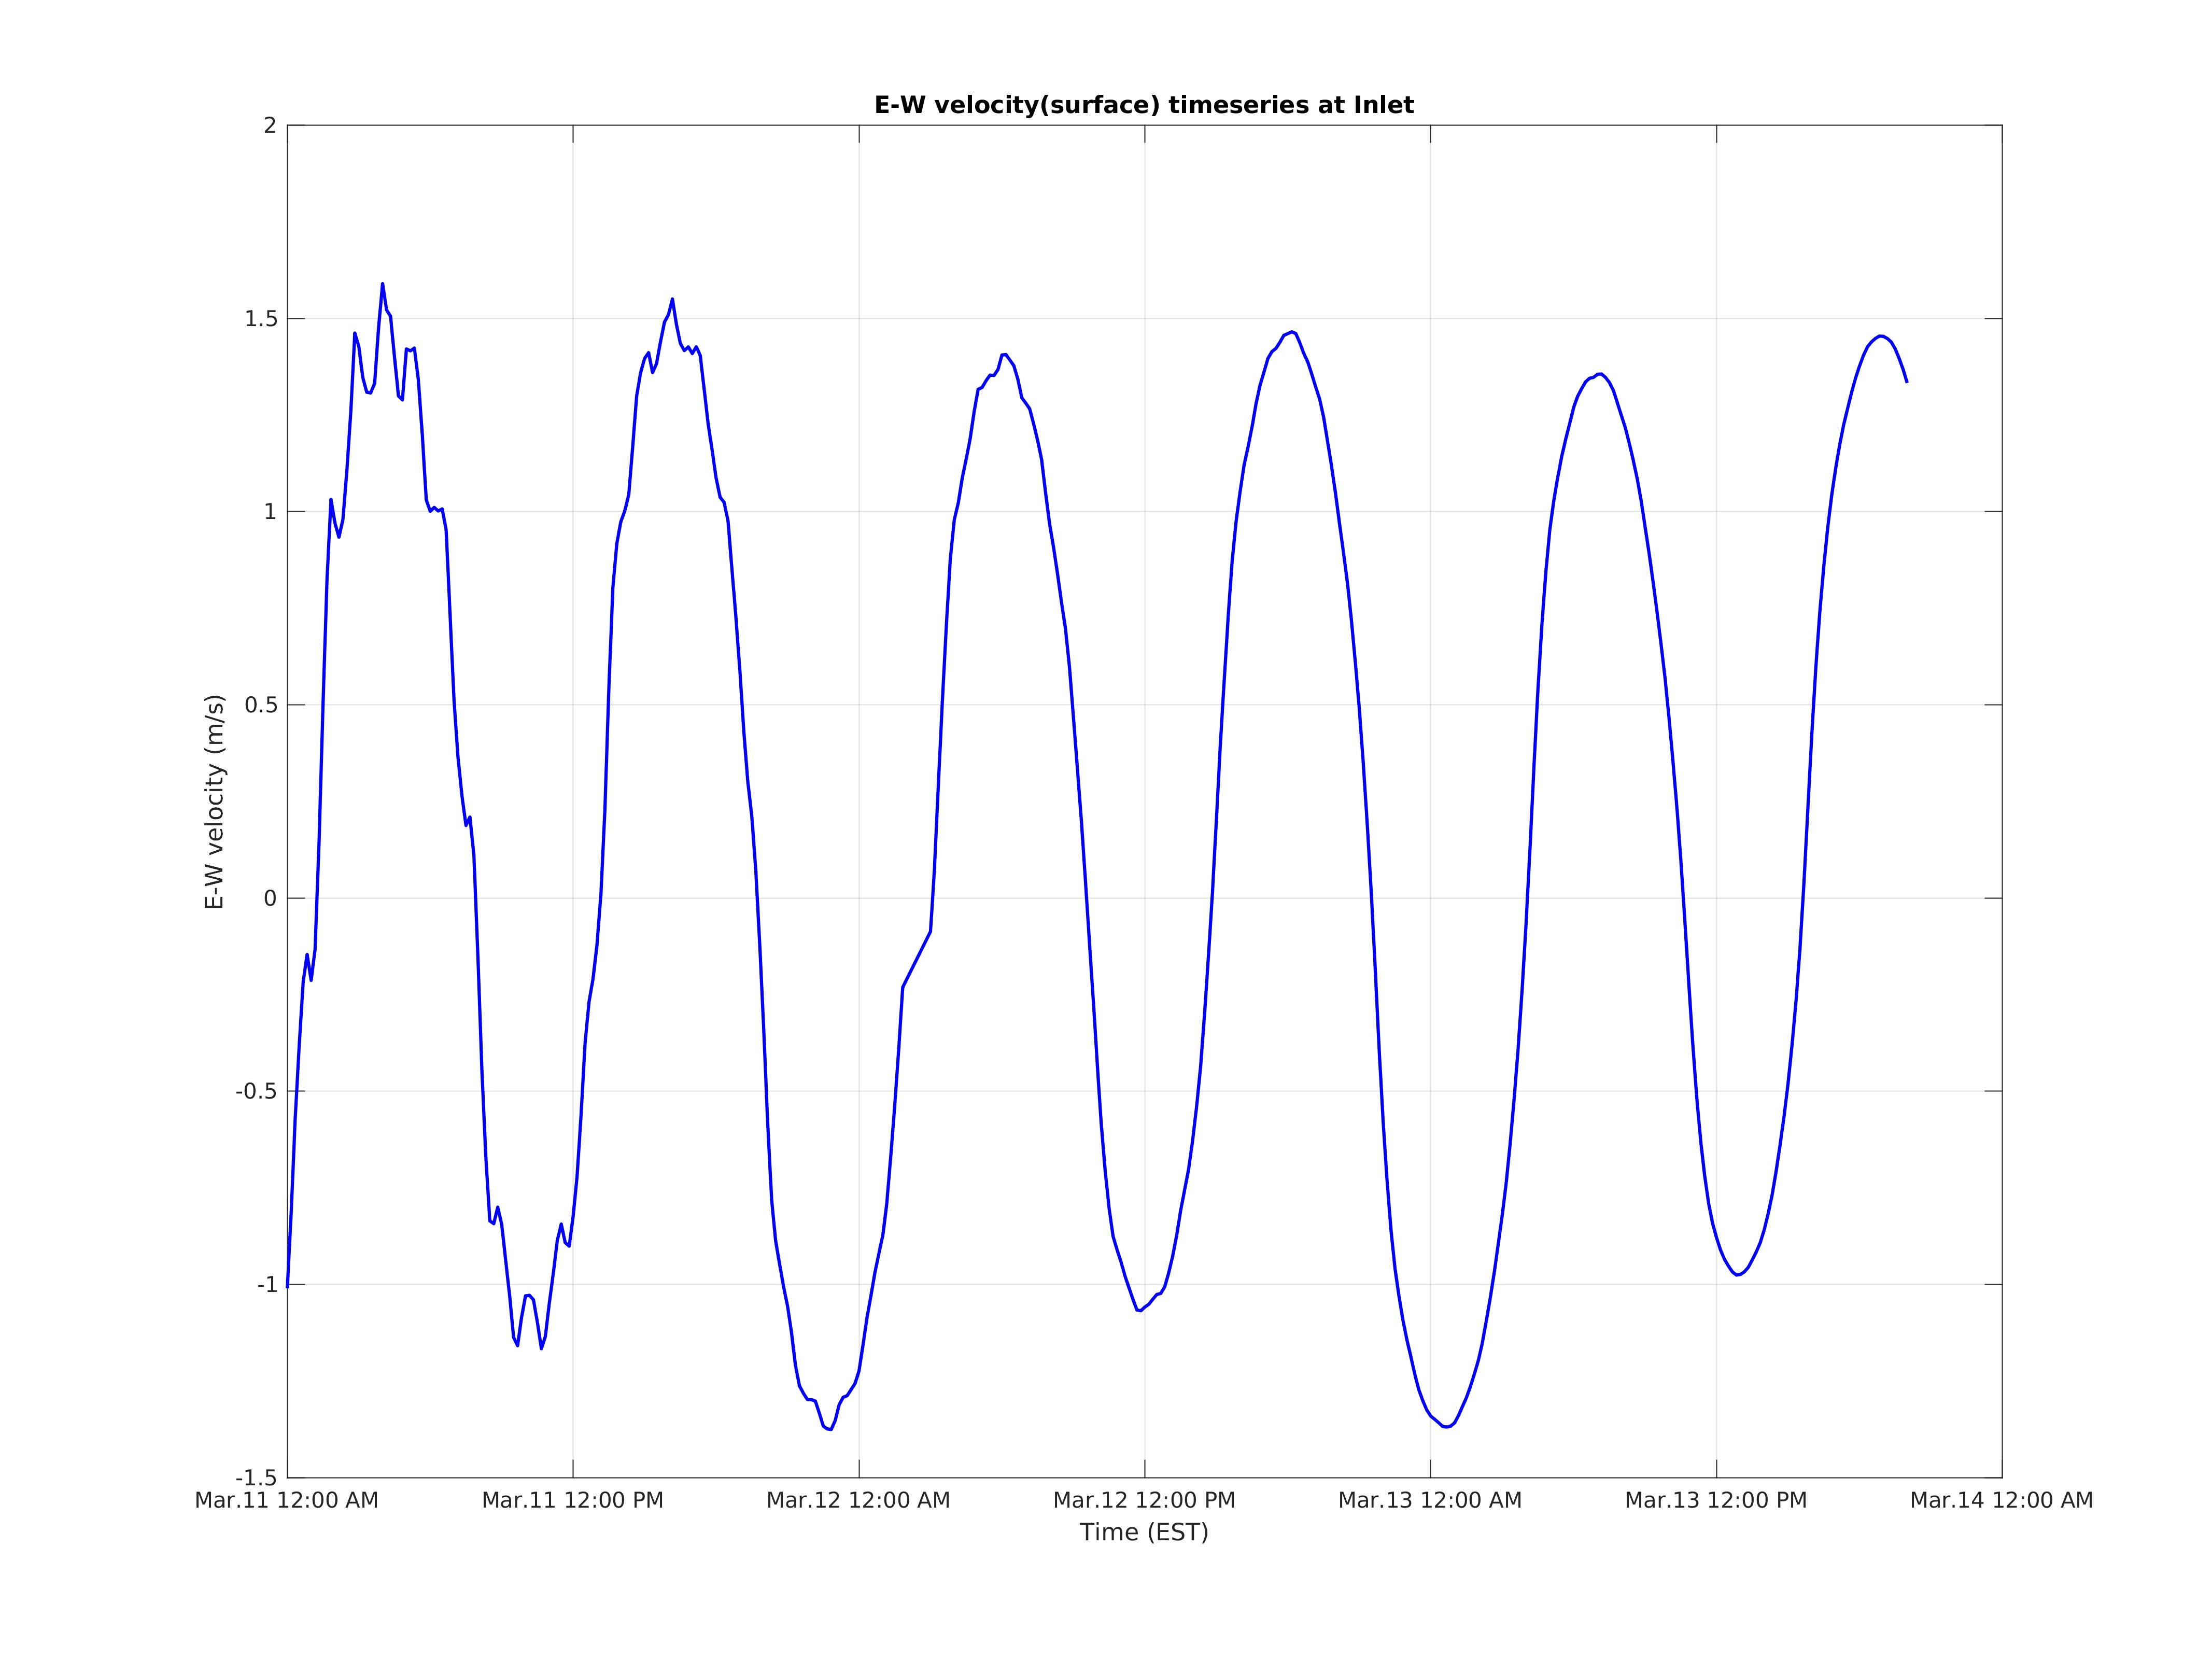 E-W velocity(surface) timeseries at Inlet
2
1.5
1
0.5
0
-0.5
-1
-1.5
E-W velocity (m/s)
Mar.11 12:00 AM Mar.11 12:00 PM Mar.12 12:00 AM Mar.12 12:00 PM Mar.13 12:00 AM Mar.13 12:00 PM Mar.14 12:00 AM
Time (EST)